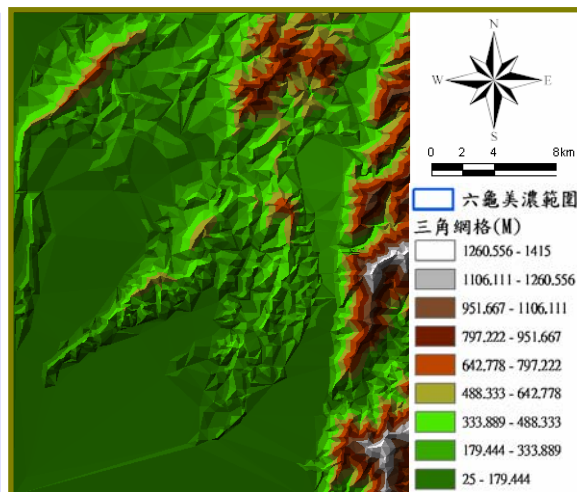 N
W E
S
0 2 4 8km
六龜美濃範圍
三角網格(M)
1260.556 - 1415
1106.111 - 1260.556
951.667 - 1106.111
797.222 - 951.667
642.778 - 797.222
488.333 - 642.778
333.889 - 488.333
179.444 - 333.889
25 - 179.444